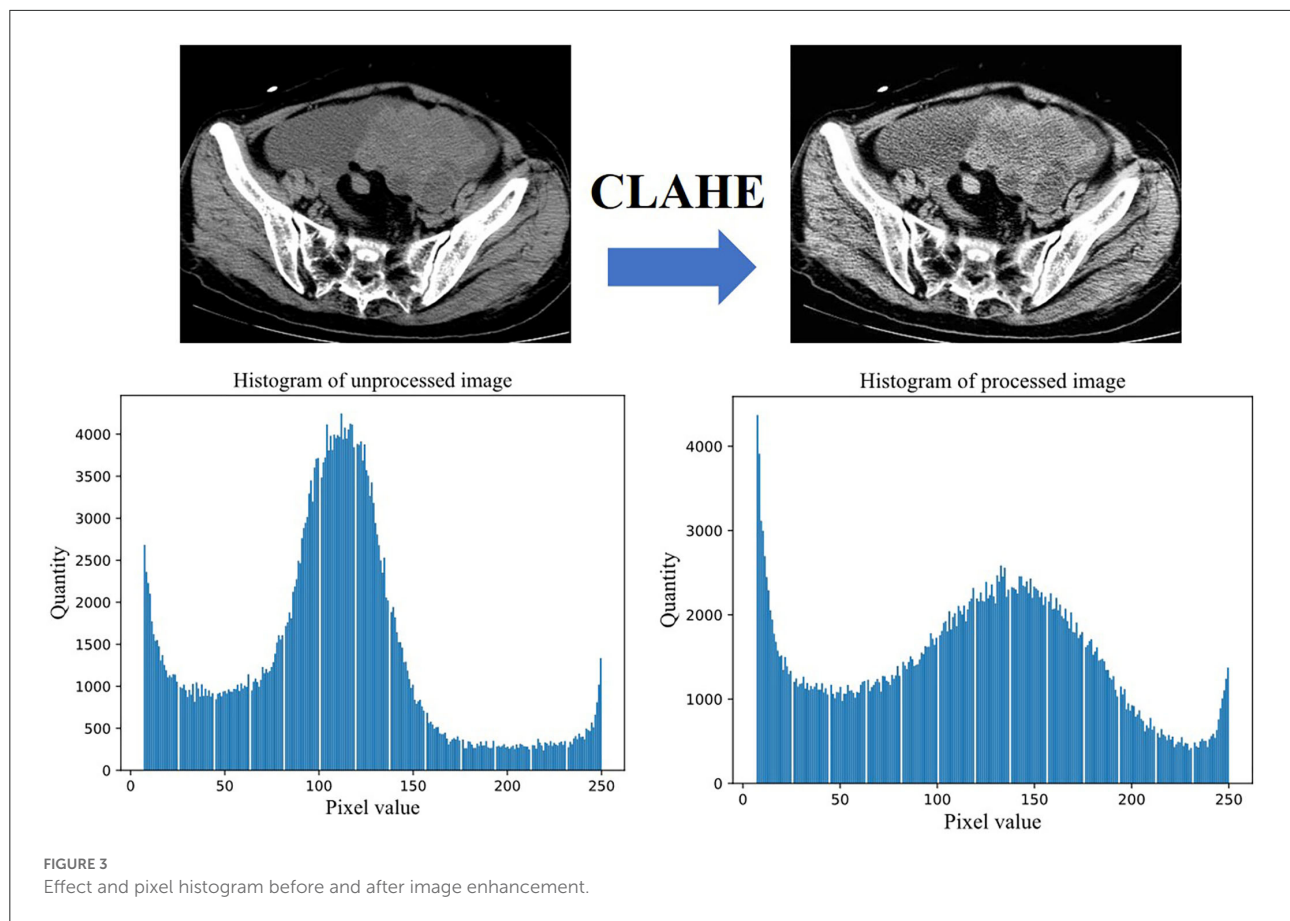 CLAHE
Histogram of unprocessed image
4000
3500
3000
2500
2000
1500
1000
500
0
Quantity
0 50 100 150 200 250
Pixel value
Histogram of processed image
4000
3000
2000
1000
0
Quantity
0 50 100 150 200 250
Pixel value
FIGURE 3
Effect and pixel histogram before and after image enhancement.